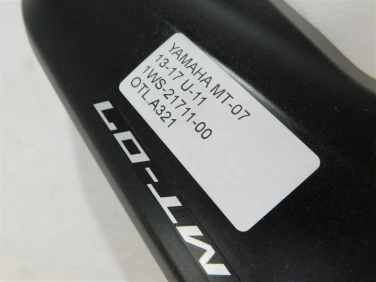 YAMAHA MT-07
13-17 U-11
1WS-21711-00
OTL A321
MT-07